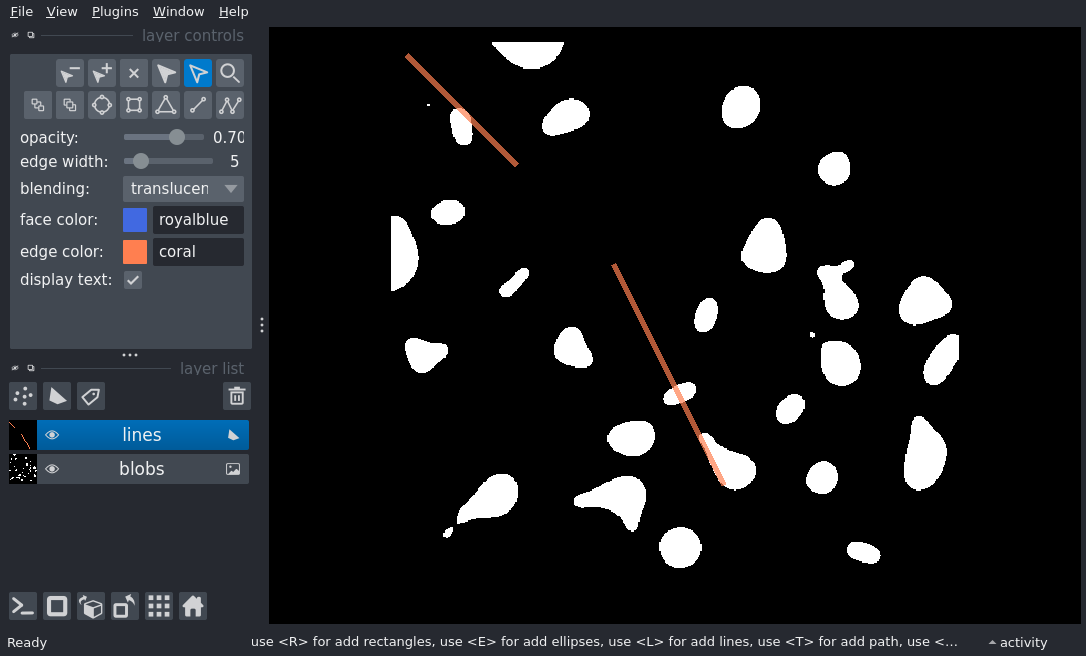 File View Plugins Window Help
layer controls
opacity: 0.70
edge width: 5
blending: translucen
face color: royalblue
edge color: coral
display text:
layer list
lines
blobs
Ready use <R> for add rectangles, use <E> for add ellipses, use <L> for add lines, use <T> for add path, use <... activity